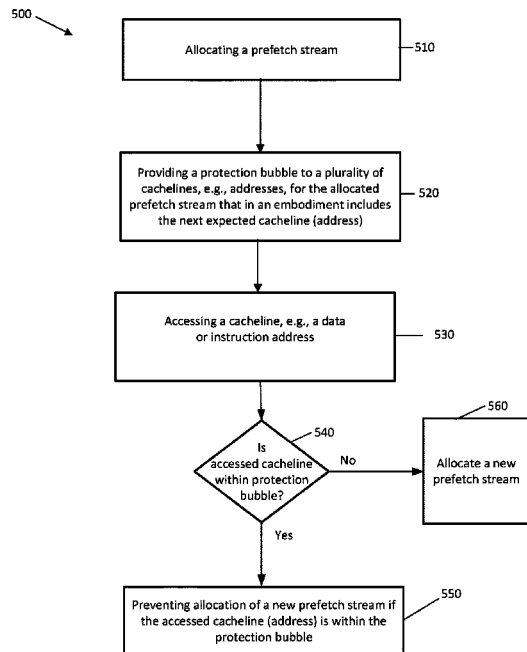 500
Allocating a prefetch stream
510
Providing a protection bubble to a plurality of
cachelines, e.g., addresses, for the allocated
prefetch stream that in an embodiment includes
the next expected cacheline (address)
520
Accessing a cacheline, e.g., a data
or instruction address
530
540
Is
accessed cacheline
within protection
bubble?
No
560
Allocate a new
prefetch stream
Yes
550
Preventing allocation of a new prefetch stream if
the accessed cacheline (address) is within the
protection bubble